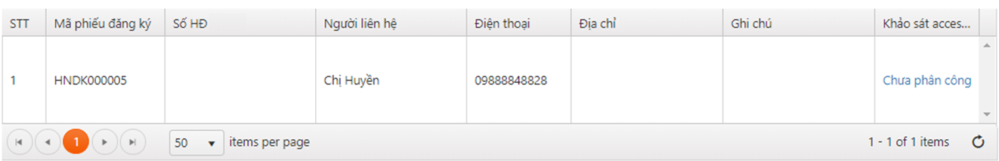 STT Mã phiếu đăng ký Số HĐ Người liên hệ Điện thoại Địa chỉ Ghi chú Khảo sát acces...
1 HNDK000005 Chị Huyền 09888848828 Chưa phân công
1 50 items per page 1 - 1 of 1 items